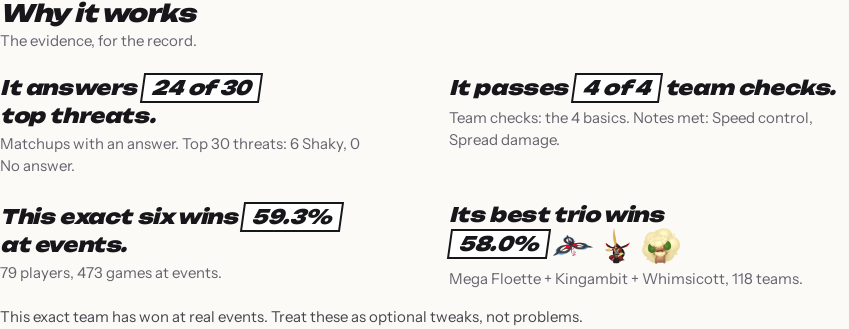 Why it works
The evidence, for the record.
It answers 24 of 30
top threats.
Matchups with an answer. Top 30 threats: 6 Shaky, 0
No answer.
It passes 4 of 4 team checks.
Team checks: the 4 basics. Notes met: Speed control,
Spread damage.
This exact six wins 59.3%
at events.
79 players, 473 games at events.
Its best trio wins
58.0%
Mega Floette + Kingambit + Whimsicott, 118 teams.
This exact team has won at real events. Treat these as optional tweaks, not problems.